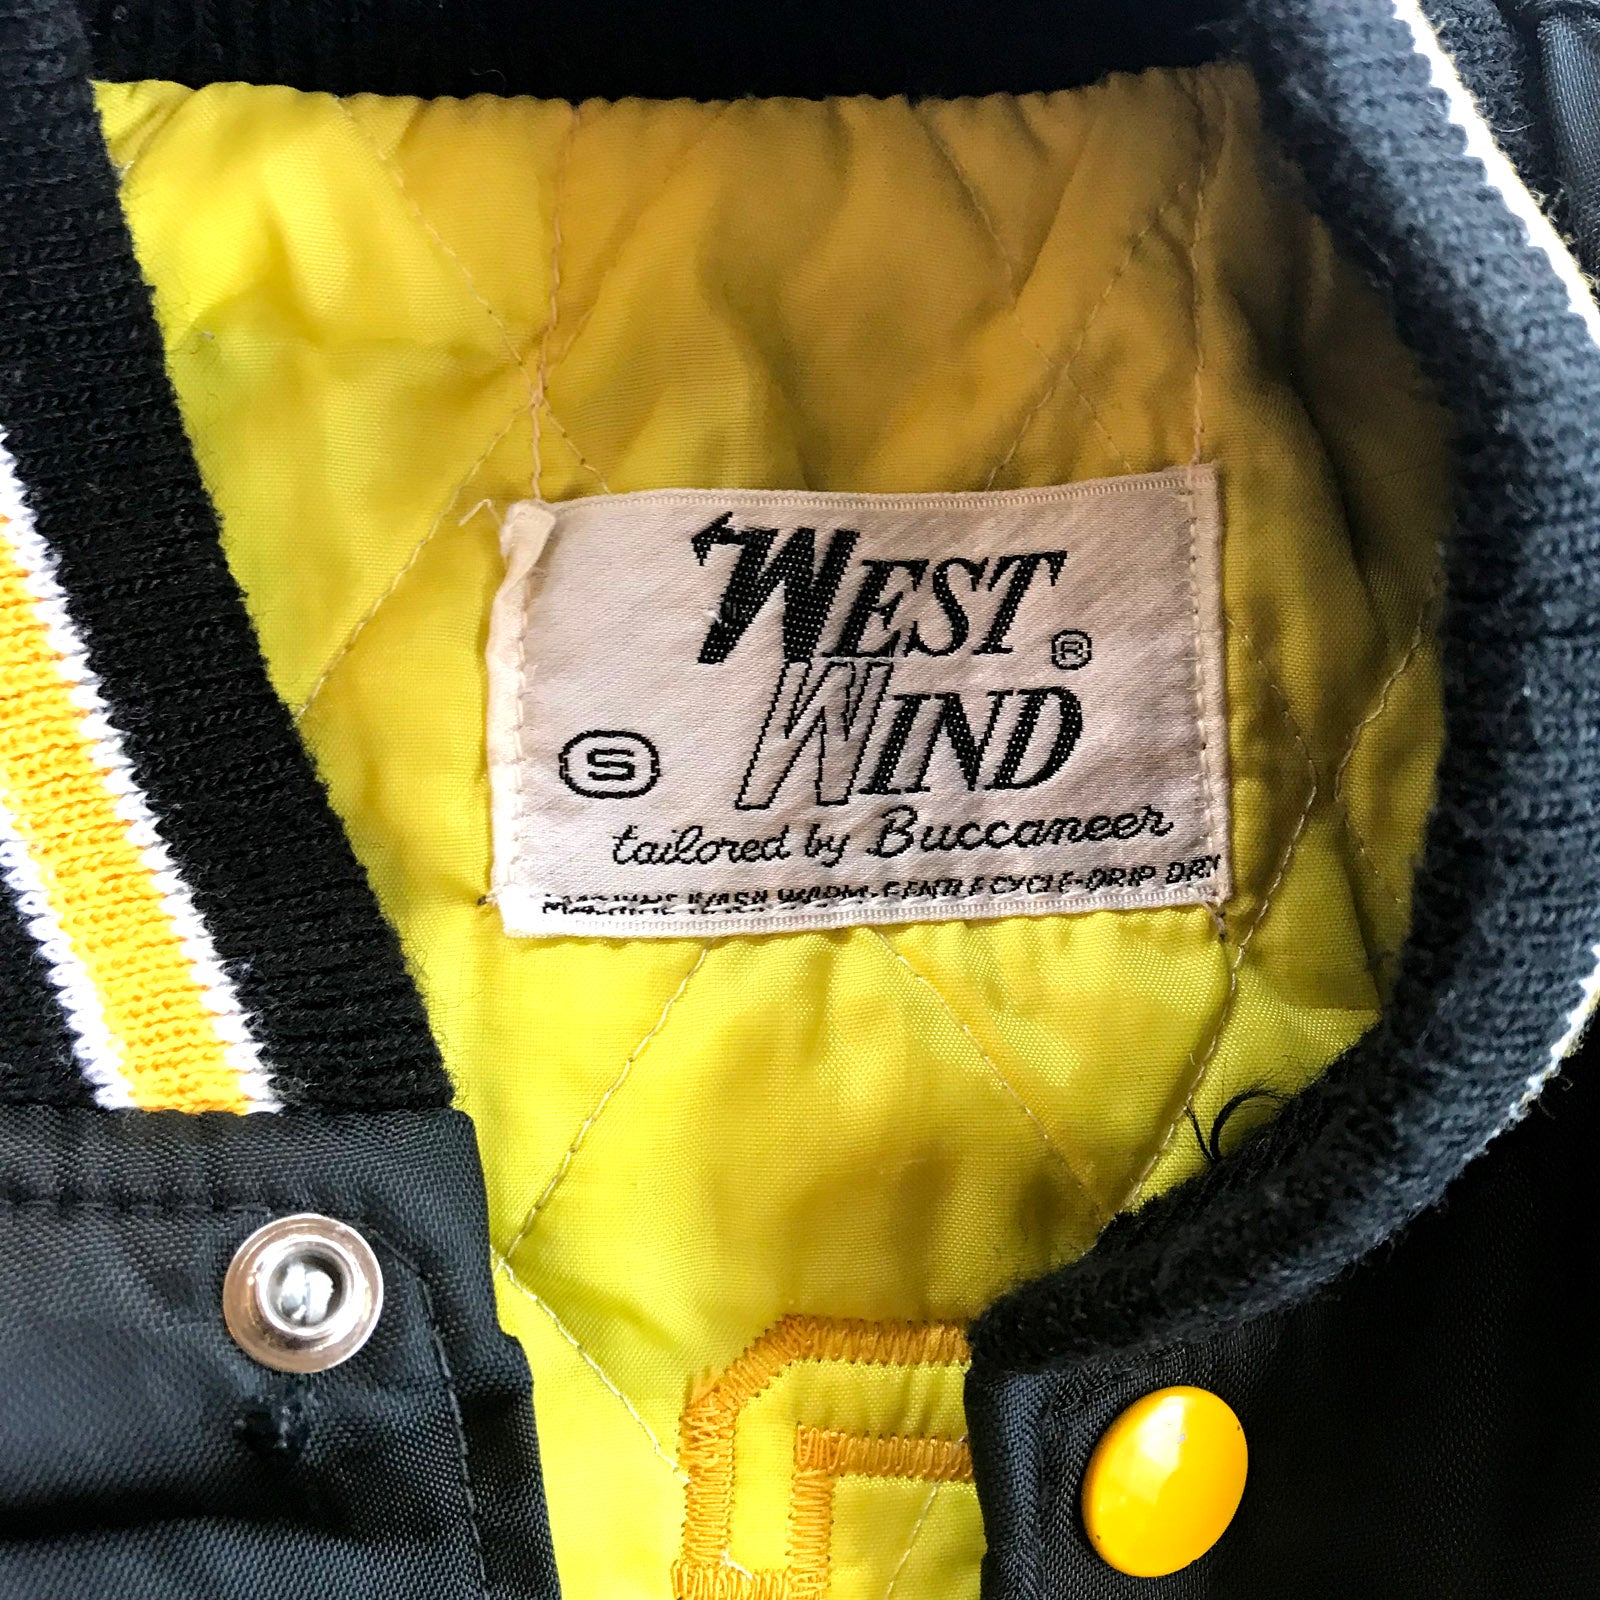 WEST
WIND ®
S
tailored by Buccaneer
MACHINE WASH WARM-GENTLE CYCLE-DRIP DRY